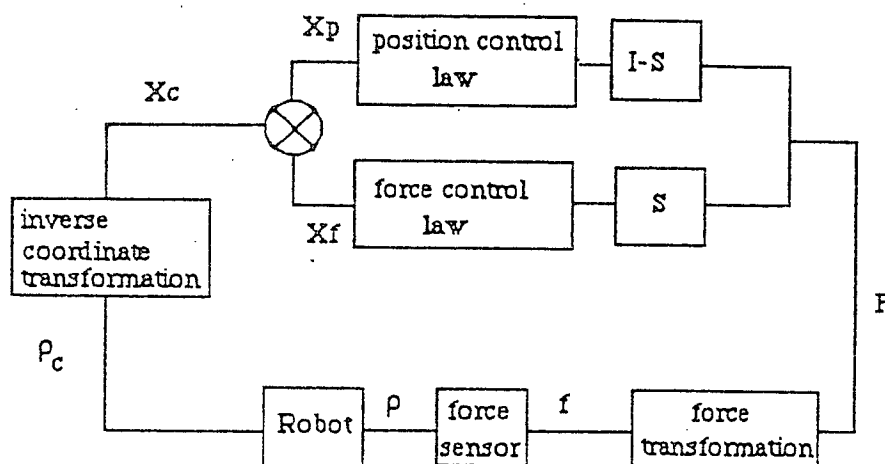 Xp
position control
law
I-S
Xc
force control
law
S
Xf
inverse
coordinate
transformation
F
ρc
Robot
ρ
force
sensor
f
force
transformation